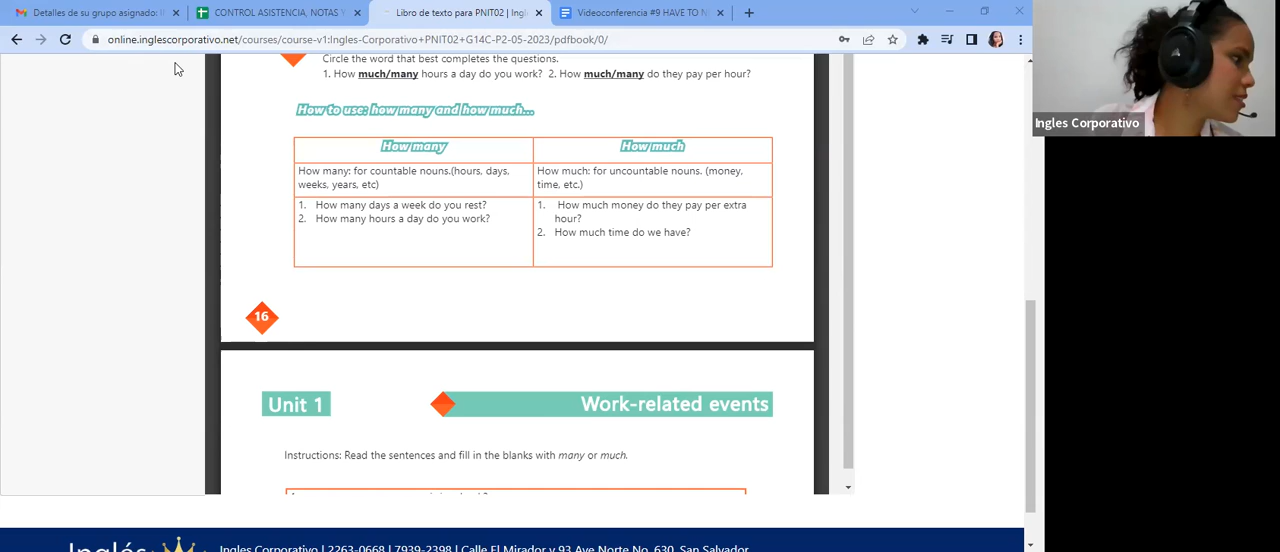 Detalles de su grupo asignado: I
CONTROL ASISTENCIA, NOTAS Y
Libro de texto para PNIT02 | Ingle
Videoconferencia #9 HAVE TO N
online.inglescorporativo.net/courses/course-v1:Ingles-Corporativo+PNIT02+G14C-P2-05-2023/pdfbook/0/
Circle the word that best completes the questions.
1. How much/many hours a day do you work? 2. How much/many do they pay per hour?
How to use: how many and how much...
How many
How much
How many: for countable nouns.(hours, days,
weeks, years, etc)
How much: for uncountable nouns. (money,
time, etc.)
1. How many days a week do you rest?
2. How many hours a day do you work?
1. How much money do they pay per extra
hour?
2. How much time do we have?
16
Unit 1
Work-related events
Instructions: Read the sentences and fill in the blanks with many or much.
Inglés
Ingles Corporativo | 2263-0668 | 7939-2398 | Calle El Mirador y 93 Ave Norte No. 630, San Salvador
Ingles Corporativo